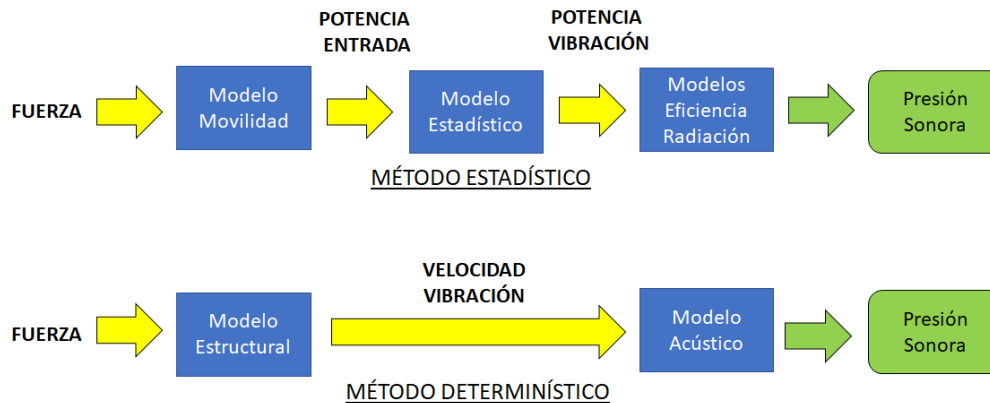 POTENCIA
ENTRADA
POTENCIA
VIBRACIÓN
FUERZA
Modelo
Movilidad
Modelo
Estadístico
Modelos
Eficiencia
Radiación
Presión
Sonora
MÉTODO ESTADÍSTICO
VELOCIDAD
VIBRACIÓN
FUERZA
Modelo
Estructural
Modelo
Acústico
Presión
Sonora
MÉTODO DETERMINÍSTICO